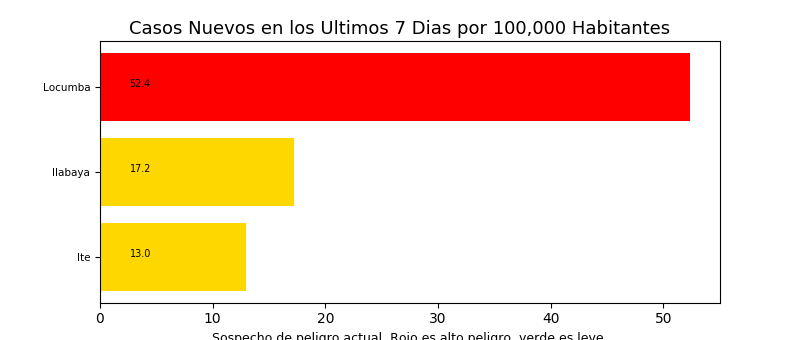 Casos Nuevos en los Ultimos 7 Dias por 100,000 Habitantes
Locumba
52.4
Ilabaya
17.2
Ite
13.0
0 10 20 30 40 50
Sospecho de peligro actual. Rojo es alto peligro, verde es leve